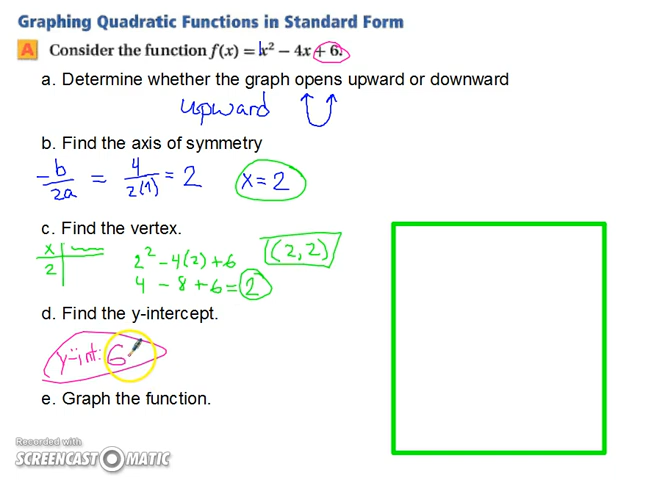 Graphing Quadratic Functions in Standard Form
A Consider the function f(x) = 1x² − 4x + 6.
a. Determine whether the graph opens upward or downward
upward
b. Find the axis of symmetry
-b/2a = 4/2(1) = 2 x = 2
c. Find the vertex.
x
2
2² - 4(2) + 6 (2, 2)
4 - 8 + 6 = 2
d. Find the y-intercept.
y-int: 6
e. Graph the function.
Recorded with
SCREENCAST O MATIC